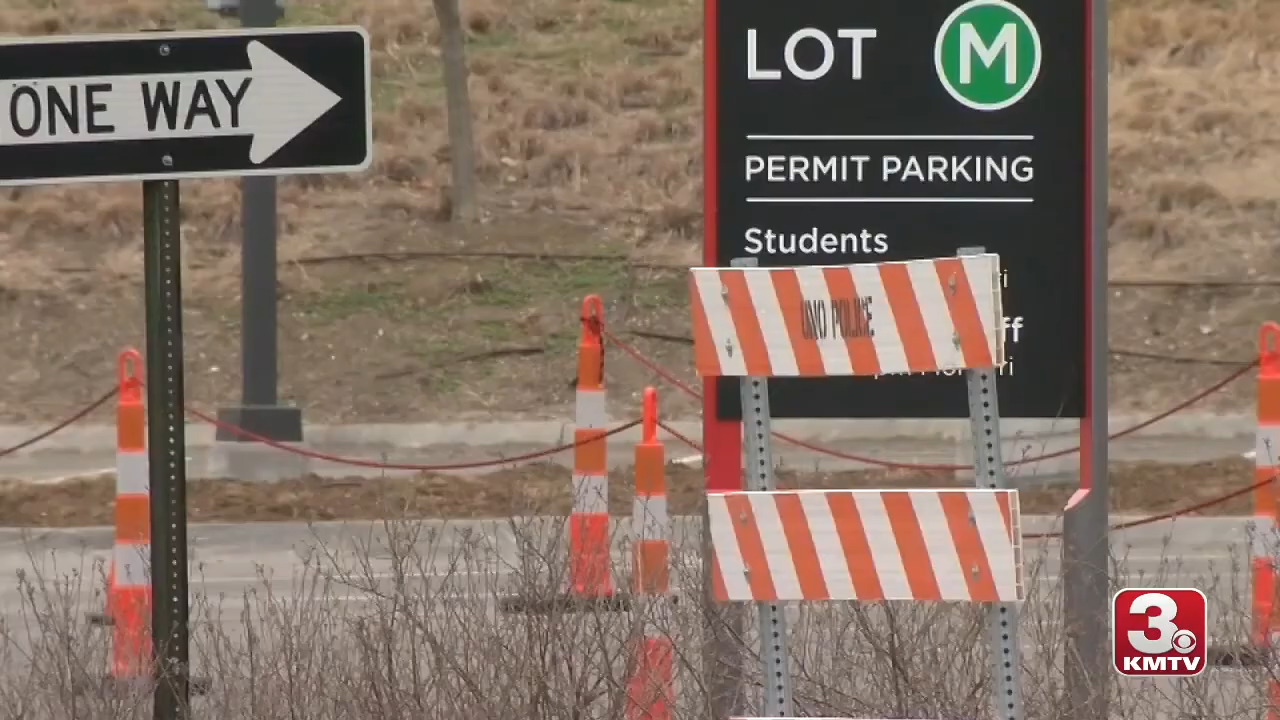 ONE WAY
LOT M
PERMIT PARKING
Students
UNO POLICE
3
KMTV